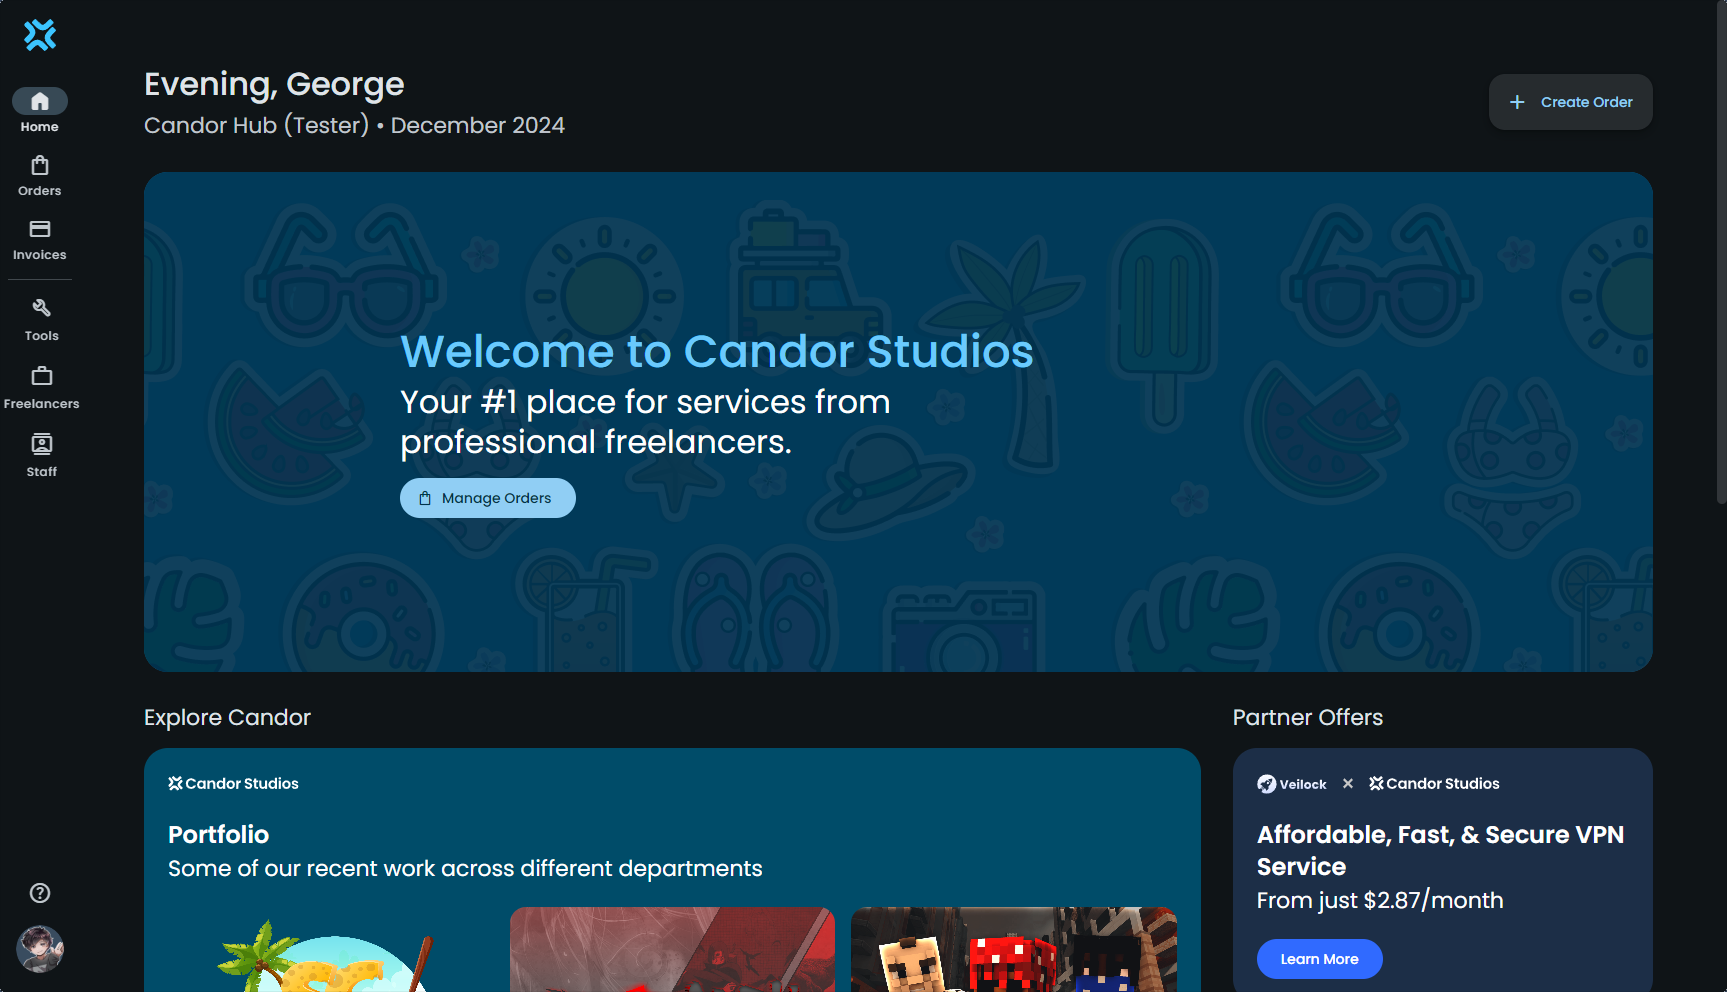 Home
Orders
Invoices
Tools
Freelancers
Staff
Evening, George
Candor Hub (Tester) • December 2024
Create Order
Welcome to Candor Studios
Your #1 place for services from
professional freelancers.
Manage Orders
Explore Candor
Candor Studios
Portfolio
Some of our recent work across different departments
Partner Offers
Veilock × Candor Studios
Affordable, Fast, & Secure VPN
Service
From just $2.87/month
Learn More